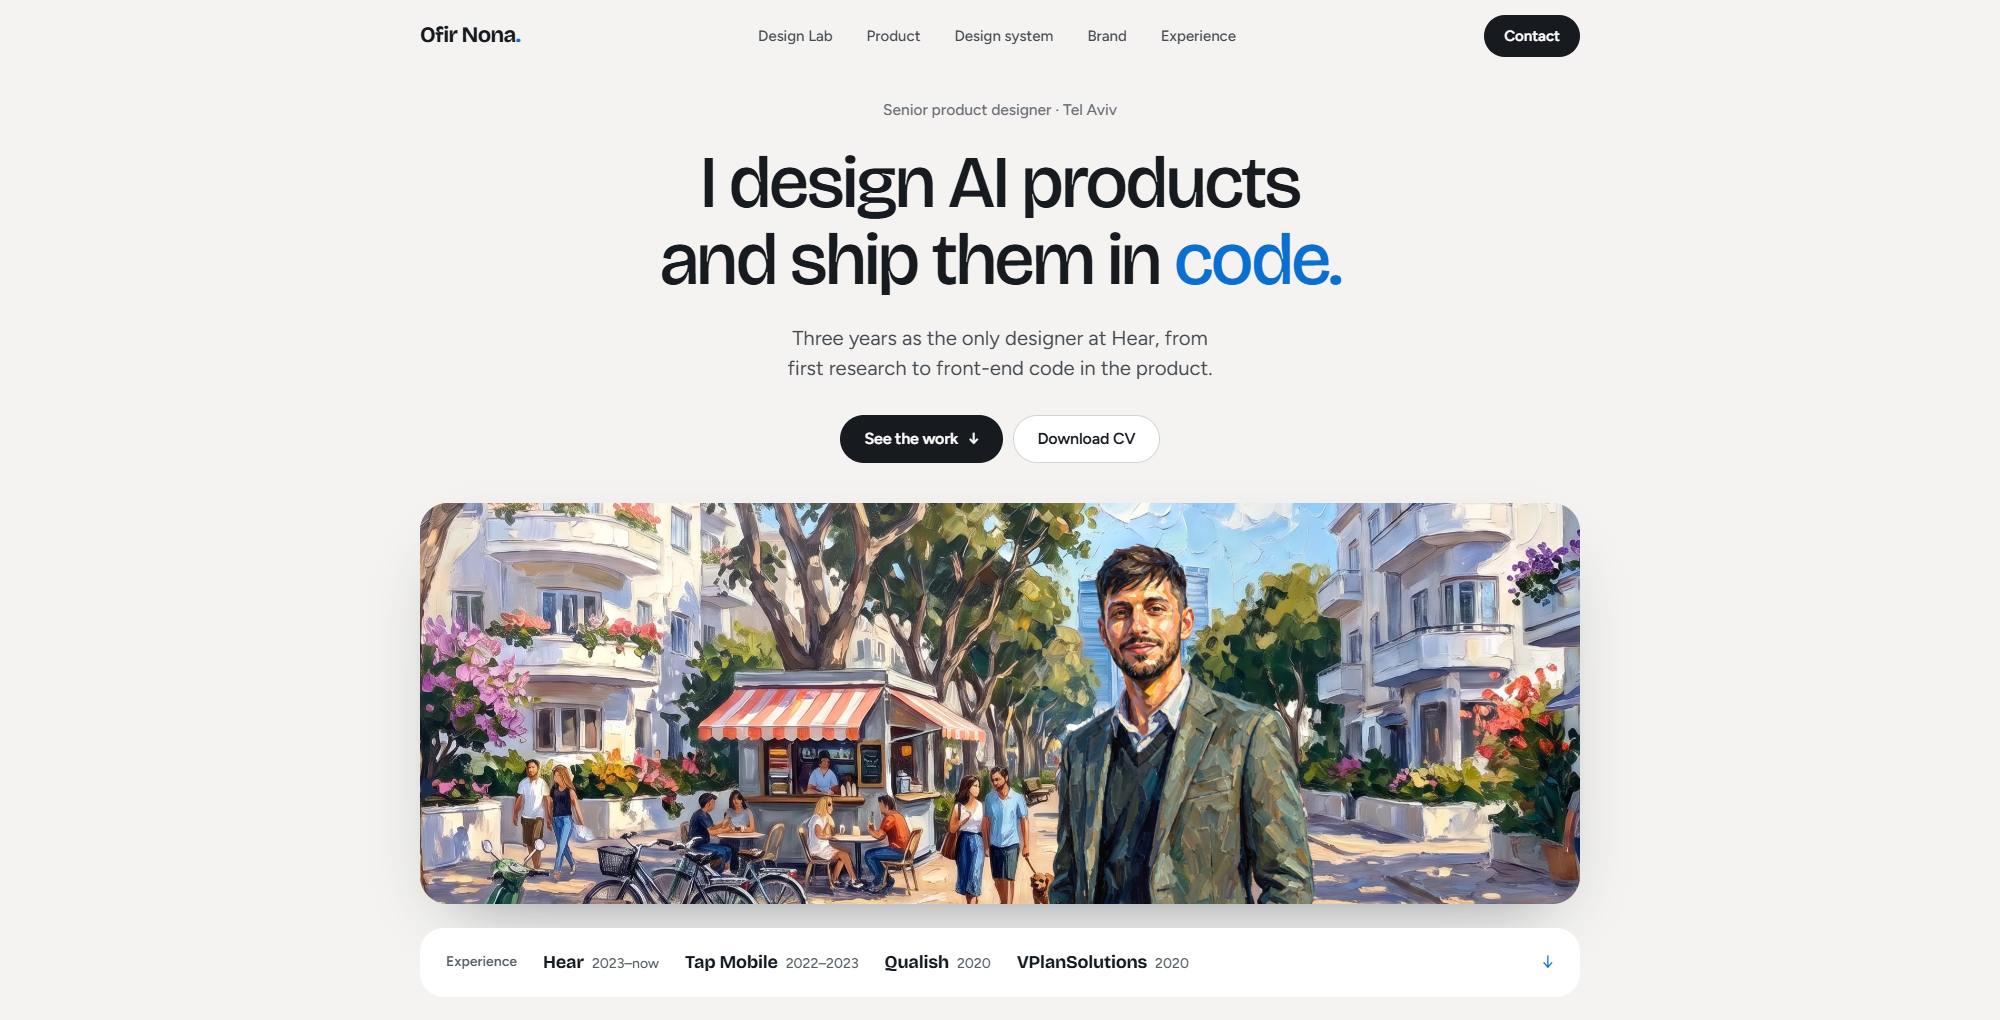 Ofir Nona.
Design Lab Product Design system Brand Experience
Contact
Senior product designer · Tel Aviv
I design AI products
and ship them in code.
Three years as the only designer at Hear, from
first research to front-end code in the product.
See the work ↓
Download CV
Experience Hear 2023–now Tap Mobile 2022–2023 Qualish 2020 VPlanSolutions 2020 ↓